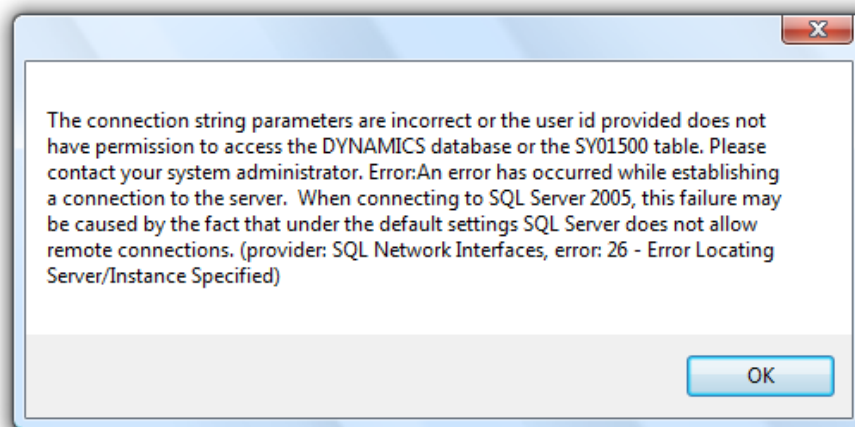 The connection string parameters are incorrect or the user id provided does not
have permission to access the DYNAMICS database or the SY01500 table. Please
contact your system administrator. Error:An error has occurred while establishing
a connection to the server.  When connecting to SQL Server 2005, this failure may
be caused by the fact that under the default settings SQL Server does not allow
remote connections. (provider: SQL Network Interfaces, error: 26 - Error Locating
Server/Instance Specified)
OK